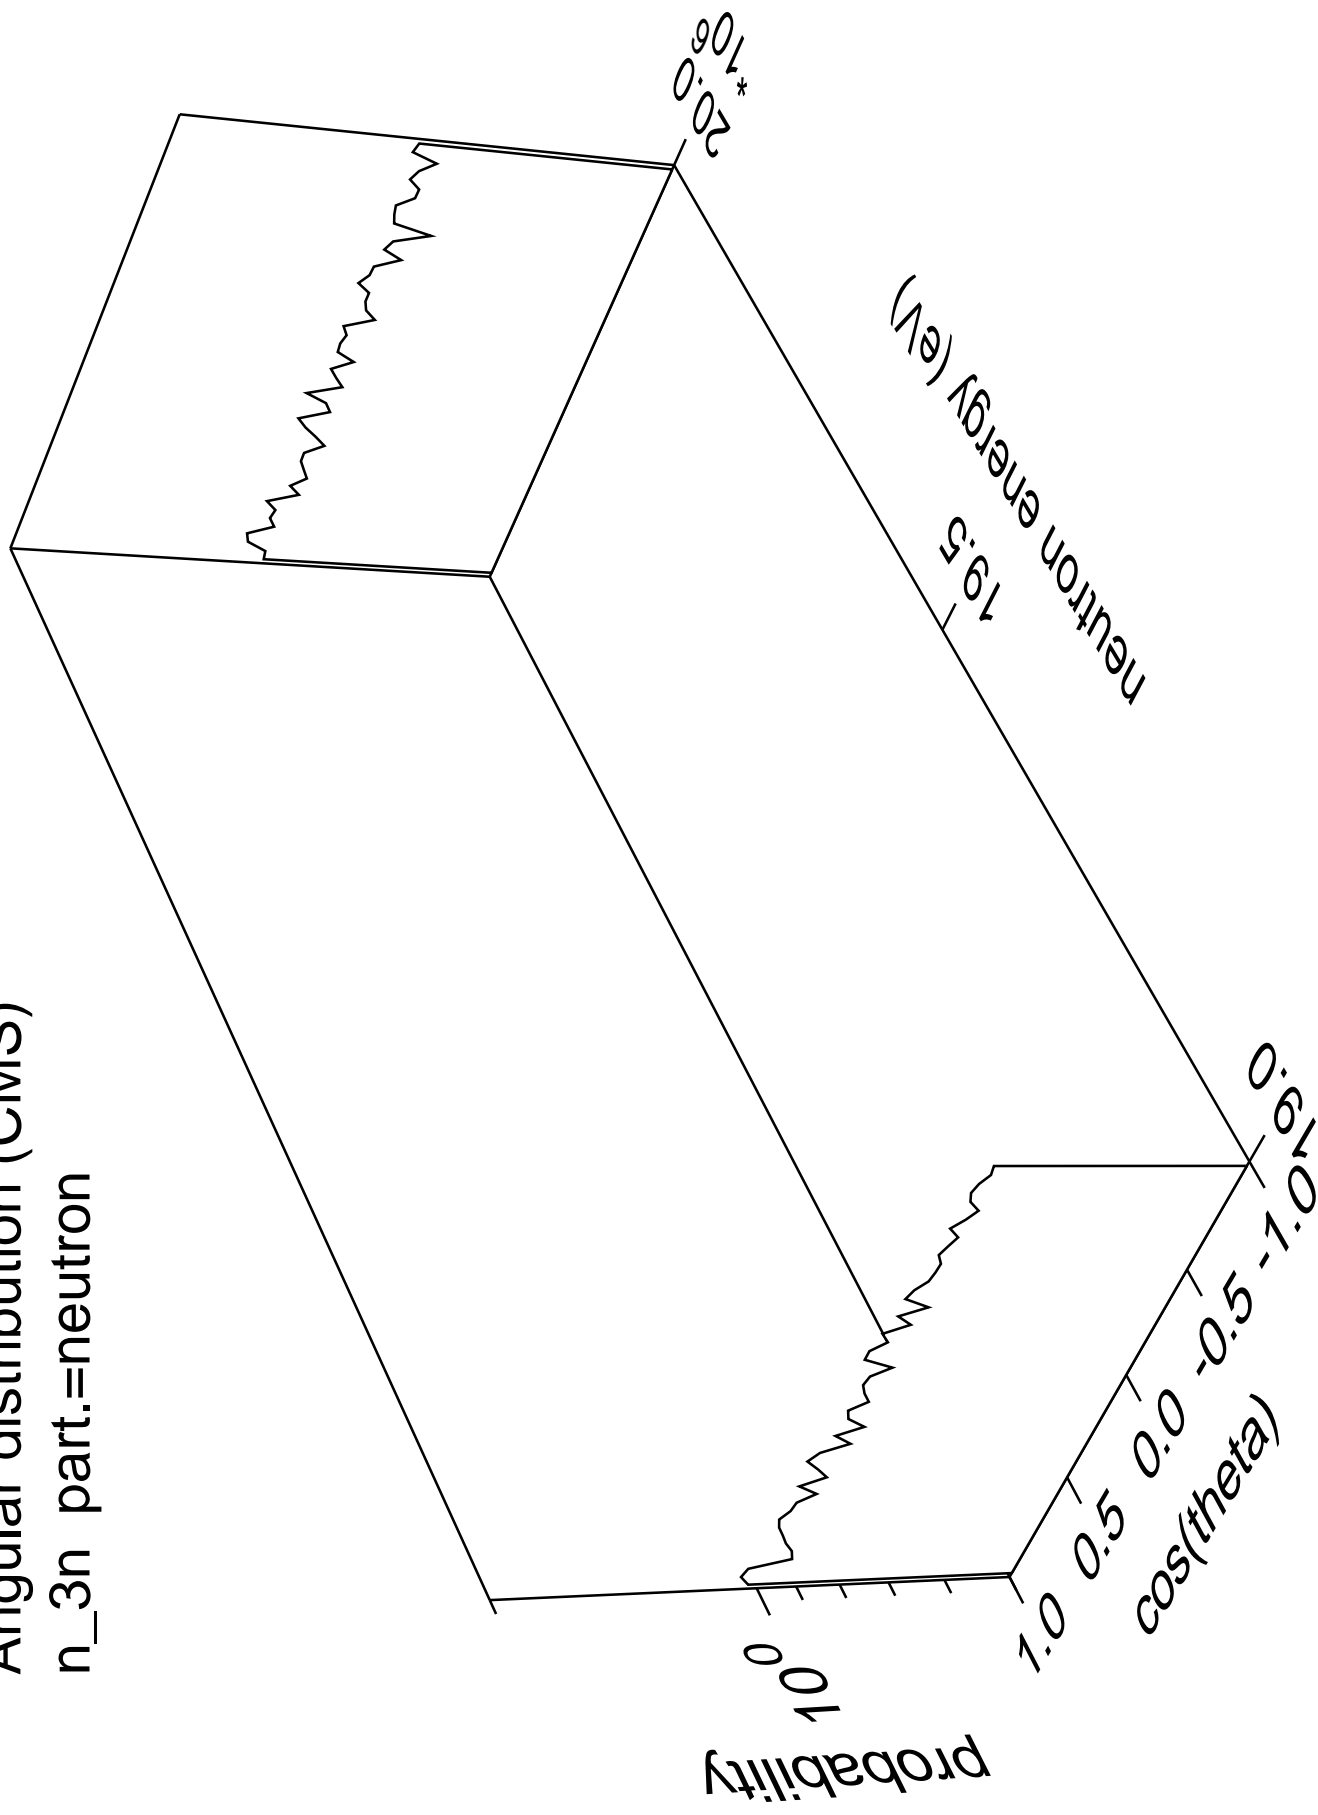 Angular distribution (CMS)
n_3n part.=neutron
probability
10^0
cos(theta)
1.0
0.5
0.0
-0.5
-1.0
neutron energy (eV)
19.0
19.5
20.0
*10^6